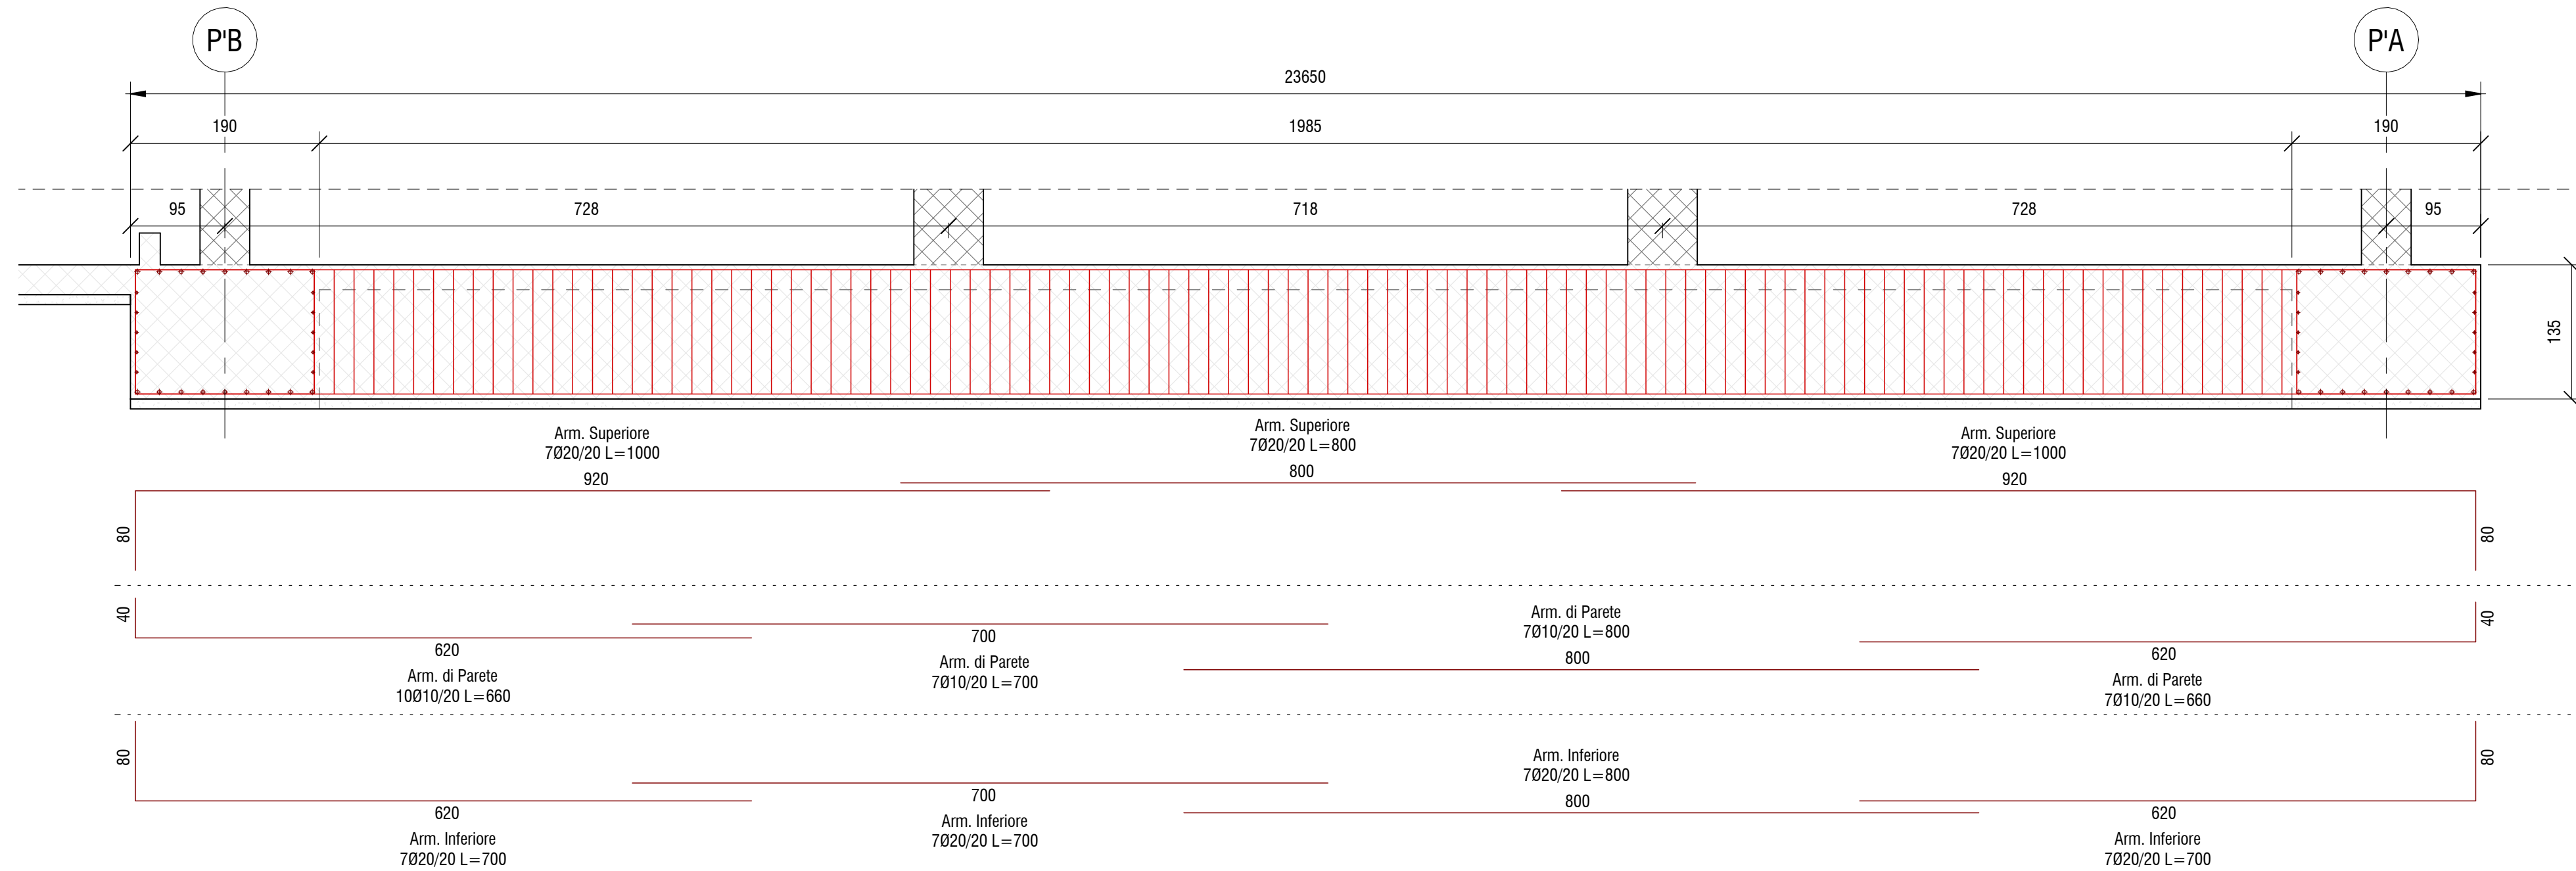 P'B
P'A
23650
190
1985
190
95
728
718
728
95
135
Arm. Superiore
7Ø20/20 L=1000
920
Arm. Superiore
7Ø20/20 L=800
800
Arm. Superiore
7Ø20/20 L=1000
920
80
80
40
620
Arm. di Parete
10Ø10/20 L=660
700
Arm. di Parete
7Ø10/20 L=700
Arm. di Parete
7Ø10/20 L=800
800
40
620
Arm. di Parete
7Ø10/20 L=660
80
620
Arm. Inferiore
7Ø20/20 L=700
700
Arm. Inferiore
7Ø20/20 L=700
Arm. Inferiore
7Ø20/20 L=800
800
80
620
Arm. Inferiore
7Ø20/20 L=700